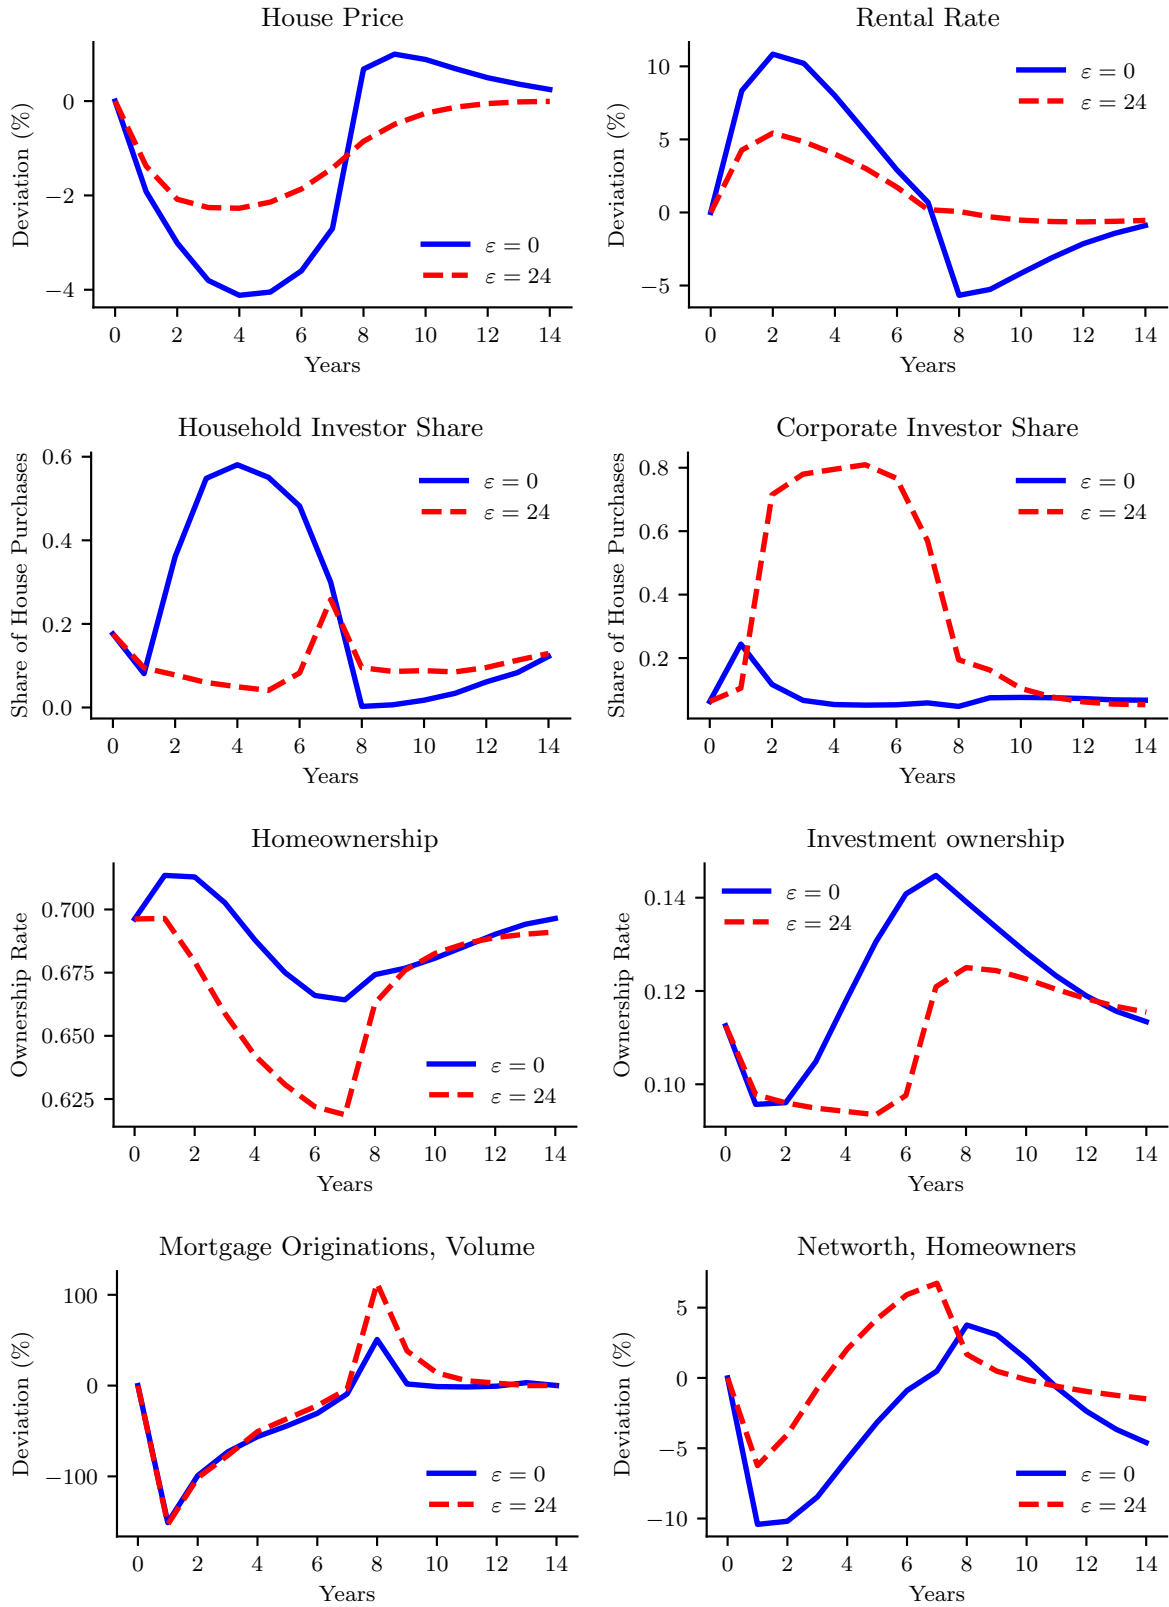 House Price
Deviation (%)
0
−2
−4
ε = 0
ε = 24
0 2 4 6 8 10 12 14
Years
Rental Rate
Deviation (%)
10
5
0
−5
ε = 0
ε = 24
0 2 4 6 8 10 12 14
Years
Household Investor Share
Share of House Purchases
0.6
0.4
0.2
0.0
ε = 0
ε = 24
0 2 4 6 8 10 12 14
Years
Corporate Investor Share
Share of House Purchases
0.8
0.6
0.4
0.2
ε = 0
ε = 24
0 2 4 6 8 10 12 14
Years
Homeownership
Ownership Rate
0.700
0.675
0.650
0.625
ε = 0
ε = 24
0 2 4 6 8 10 12 14
Years
Investment ownership
Ownership Rate
0.14
0.12
0.10
ε = 0
ε = 24
0 2 4 6 8 10 12 14
Years
Mortgage Originations, Volume
Deviation (%)
100
0
−100
ε = 0
ε = 24
0 2 4 6 8 10 12 14
Years
Networth, Homeowners
Deviation (%)
5
0
−5
−10
ε = 0
ε = 24
0 2 4 6 8 10 12 14
Years